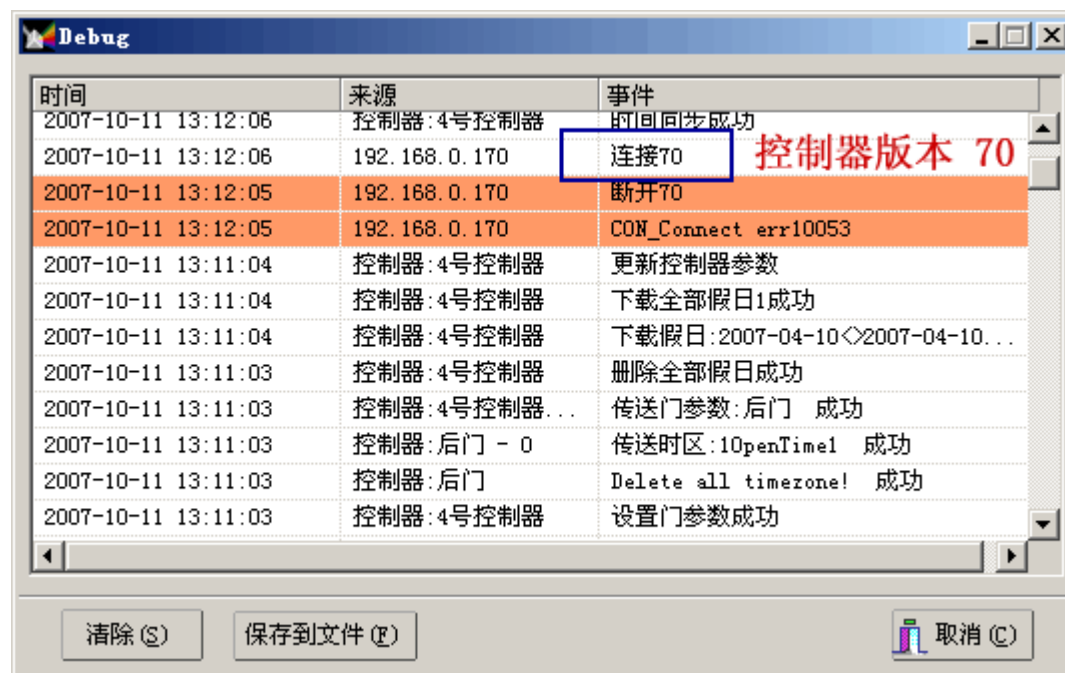 Debug
时间 来源 事件
2007-10-11 13:12:06 控制器:4号控制器 时间同步成功
2007-10-11 13:12:06 192.168.0.170 连接70 控制器版本 70
2007-10-11 13:12:05 192.168.0.170 断开70
2007-10-11 13:12:05 192.168.0.170 CON_Connect err10053
2007-10-11 13:11:04 控制器:4号控制器 更新控制器参数
2007-10-11 13:11:04 控制器:4号控制器 下载全部假日1成功
2007-10-11 13:11:04 控制器:4号控制器 下载假日:2007-04-10<>2007-04-10...
2007-10-11 13:11:03 控制器:4号控制器 删除全部假日成功
2007-10-11 13:11:03 控制器:4号控制器... 传送门参数:后门 成功
2007-10-11 13:11:03 控制器:后门 - 0 传送时区:1OpenTime1 成功
2007-10-11 13:11:03 控制器:后门 Delete all timezone! 成功
2007-10-11 13:11:03 控制器:4号控制器 设置门参数成功
清除(S) 保存到文件(F) 取消(C)